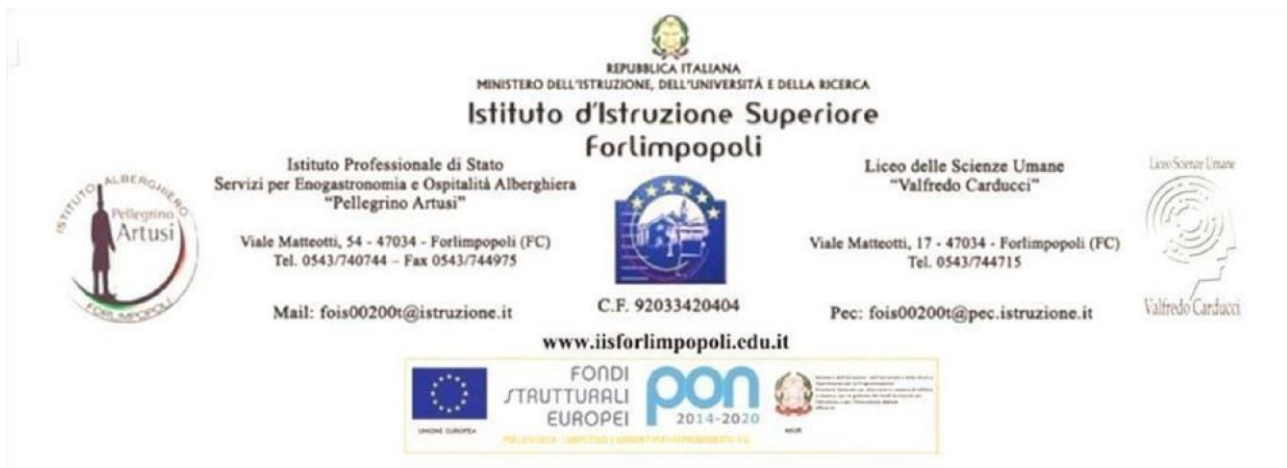 REPUBBLICA ITALIANA
MINISTERO DELL'ISTRUZIONE, DELL'UNIVERSITÁ E DELLA RICERCA
Istituto d'Istruzione Superiore
Forlimpopoli
ISTITUTO ALBERGHIERO
Pellegrino
Artusi
FORLIMPOPOLI
Istituto Professionale di Stato
Servizi per Enogastronomia e Ospitalità Alberghiera
"Pellegrino Artusi"
Viale Matteotti, 54 - 47034 - Forlimpopoli (FC)
Tel. 0543/740744 – Fax 0543/744975
Mail: fois00200t@istruzione.it
C.F. 92033420404
Liceo delle Scienze Umane
"Valfredo Carducci"
Viale Matteotti, 17 - 47034 - Forlimpopoli (FC)
Tel. 0543/744715
Pec: fois00200t@pec.istruzione.it
Liceo Scienze Umane
Valfredo Carducci
www.iisforlimpopoli.edu.it
UNIONE EUROPEA
FONDI
STRUTTURALI
EUROPEI
pon
2014-2020
MIUR